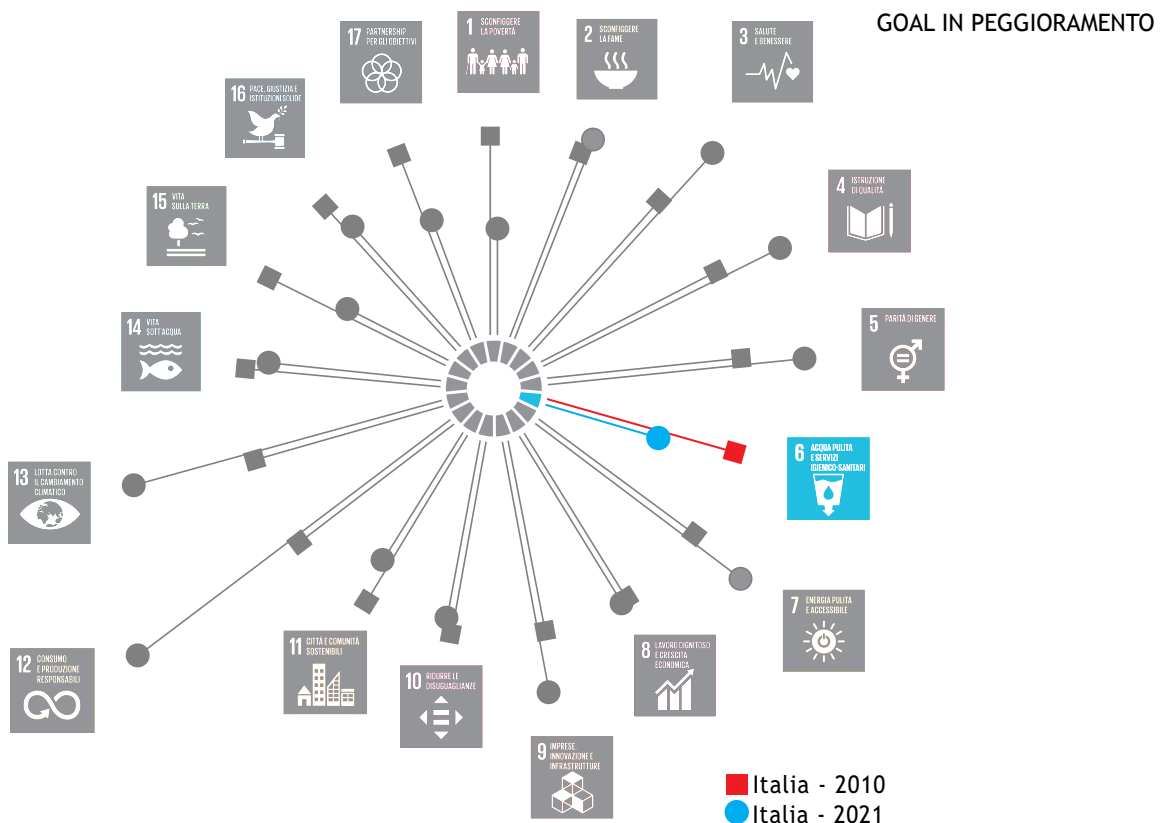 GOAL IN PEGGIORAMENTO
1 SCONFIGGERE
LA POVERTÀ
2 SCONFIGGERE
LA FAME
3 SALUTE
E BENESSERE
4 ISTRUZIONE
DI QUALITÀ
5 PARITÀ DI GENERE
6 ACQUA PULITA
E SERVIZI
IGIENICO-SANITARI
7 ENERGIA PULITA
E ACCESSIBILE
8 LAVORO DIGNITOSO
E CRESCITA
ECONOMICA
9 IMPRESE,
INNOVAZIONE E
INFRASTRUTTURE
10 RIDURRE LE
DISUGUAGLIANZE
11 CITTÀ E COMUNITÀ
SOSTENIBILI
12 CONSUMO
E PRODUZIONE
RESPONSABILI
13 LOTTA CONTRO
IL CAMBIAMENTO
CLIMATICO
14 VITA
SOTT'ACQUA
15 VITA
SULLA TERRA
16 PACE, GIUSTIZIA E
ISTITUZIONI SOLIDE
17 PARTNERSHIP
PER GLI OBIETTIVI
Italia - 2010
Italia - 2021